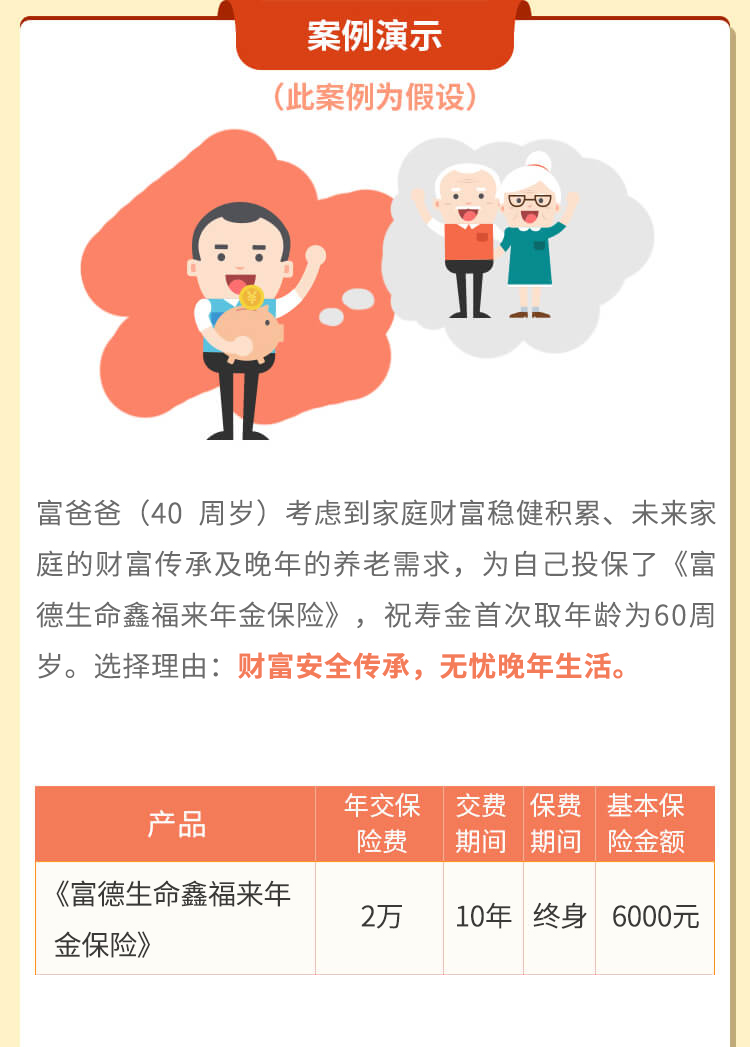 案例演示
（此案例为假设）
¥
富爸爸（40 周岁）考虑到家庭财富稳健积累、未来家
庭的财富传承及晚年的养老需求，为自己投保了《富
德生命鑫福来年金保险》，祝寿金首次取年龄为60周
岁。选择理由：财富安全传承，无忧晚年生活。
产品 年交保险费 交费期间 保费期间 基本保险金额
《富德生命鑫福来年
金保险》 2万 10年 终身 6000元